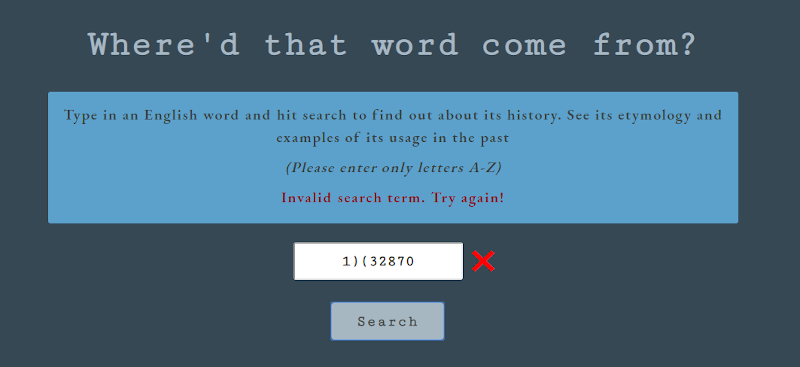 Where'd that word come from?
Type in an English word and hit search to find out about its history. See its etymology and
examples of its usage in the past
(Please enter only letters A-Z)
Invalid search term. Try again!
1)(32870
Search